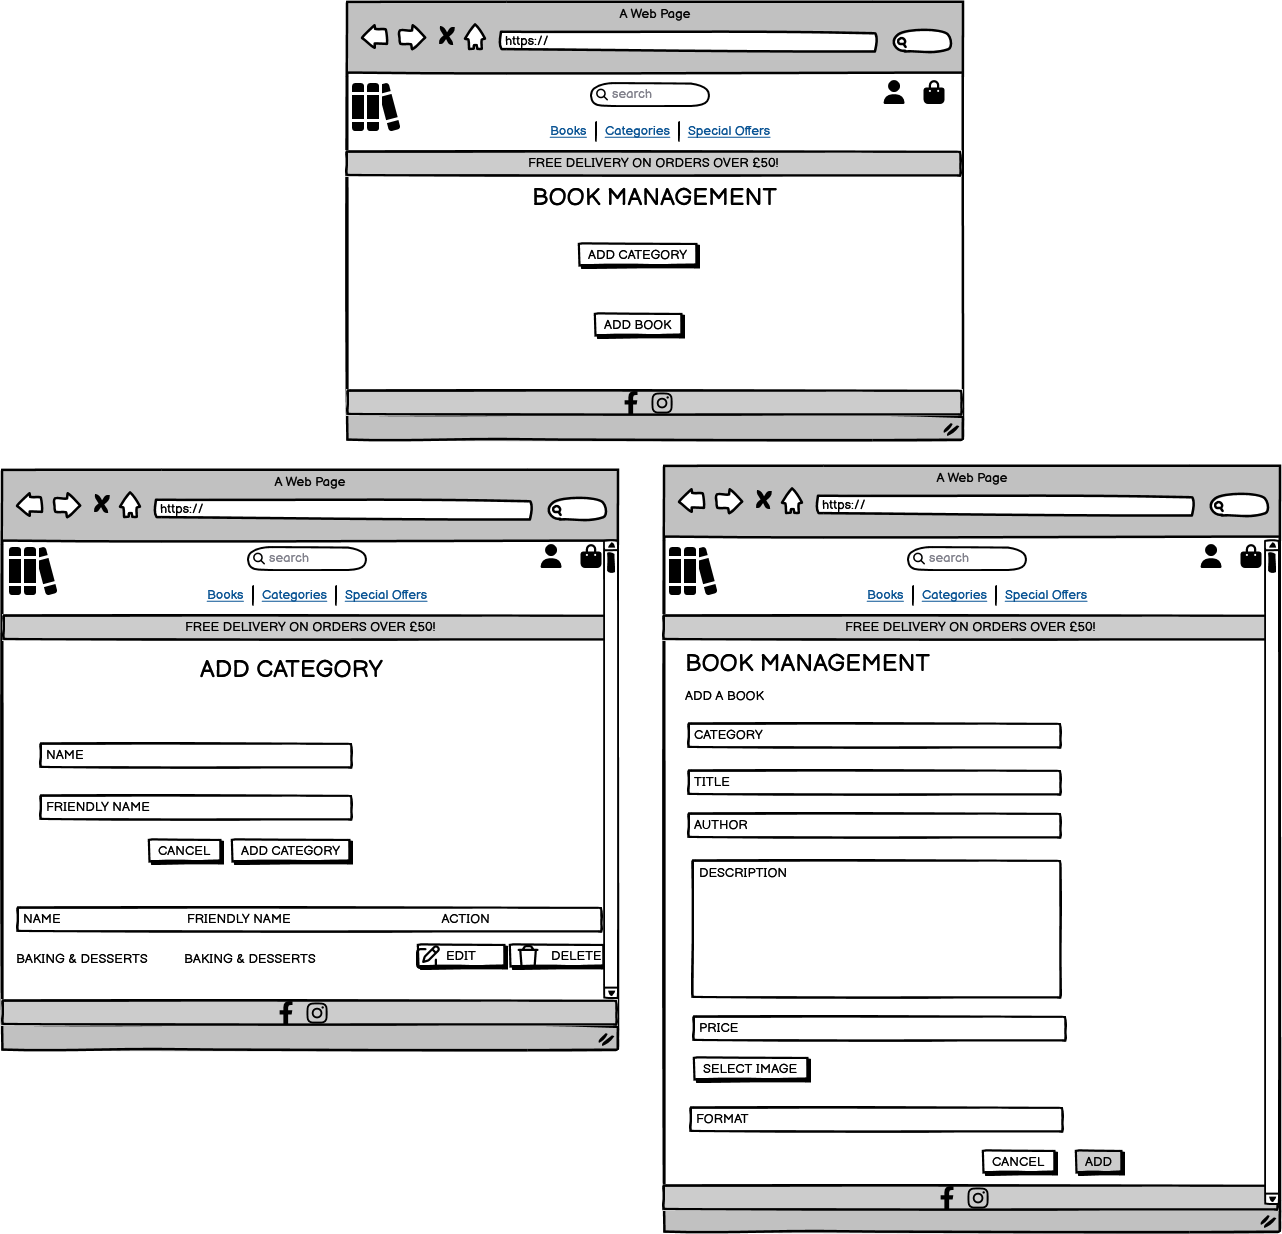 A Web Page
https://
search
Books Categories Special Offers
FREE DELIVERY ON ORDERS OVER £50!
BOOK MANAGEMENT
ADD CATEGORY
ADD BOOK
A Web Page
https://
search
Books Categories Special Offers
FREE DELIVERY ON ORDERS OVER £50!
ADD CATEGORY
NAME
FRIENDLY NAME
CANCEL ADD CATEGORY
NAME FRIENDLY NAME ACTION
BAKING & DESSERTS BAKING & DESSERTS EDIT DELETE
A Web Page
https://
search
Books Categories Special Offers
FREE DELIVERY ON ORDERS OVER £50!
BOOK MANAGEMENT
ADD A BOOK
CATEGORY
TITLE
AUTHOR
DESCRIPTION
PRICE
SELECT IMAGE
FORMAT
CANCEL ADD